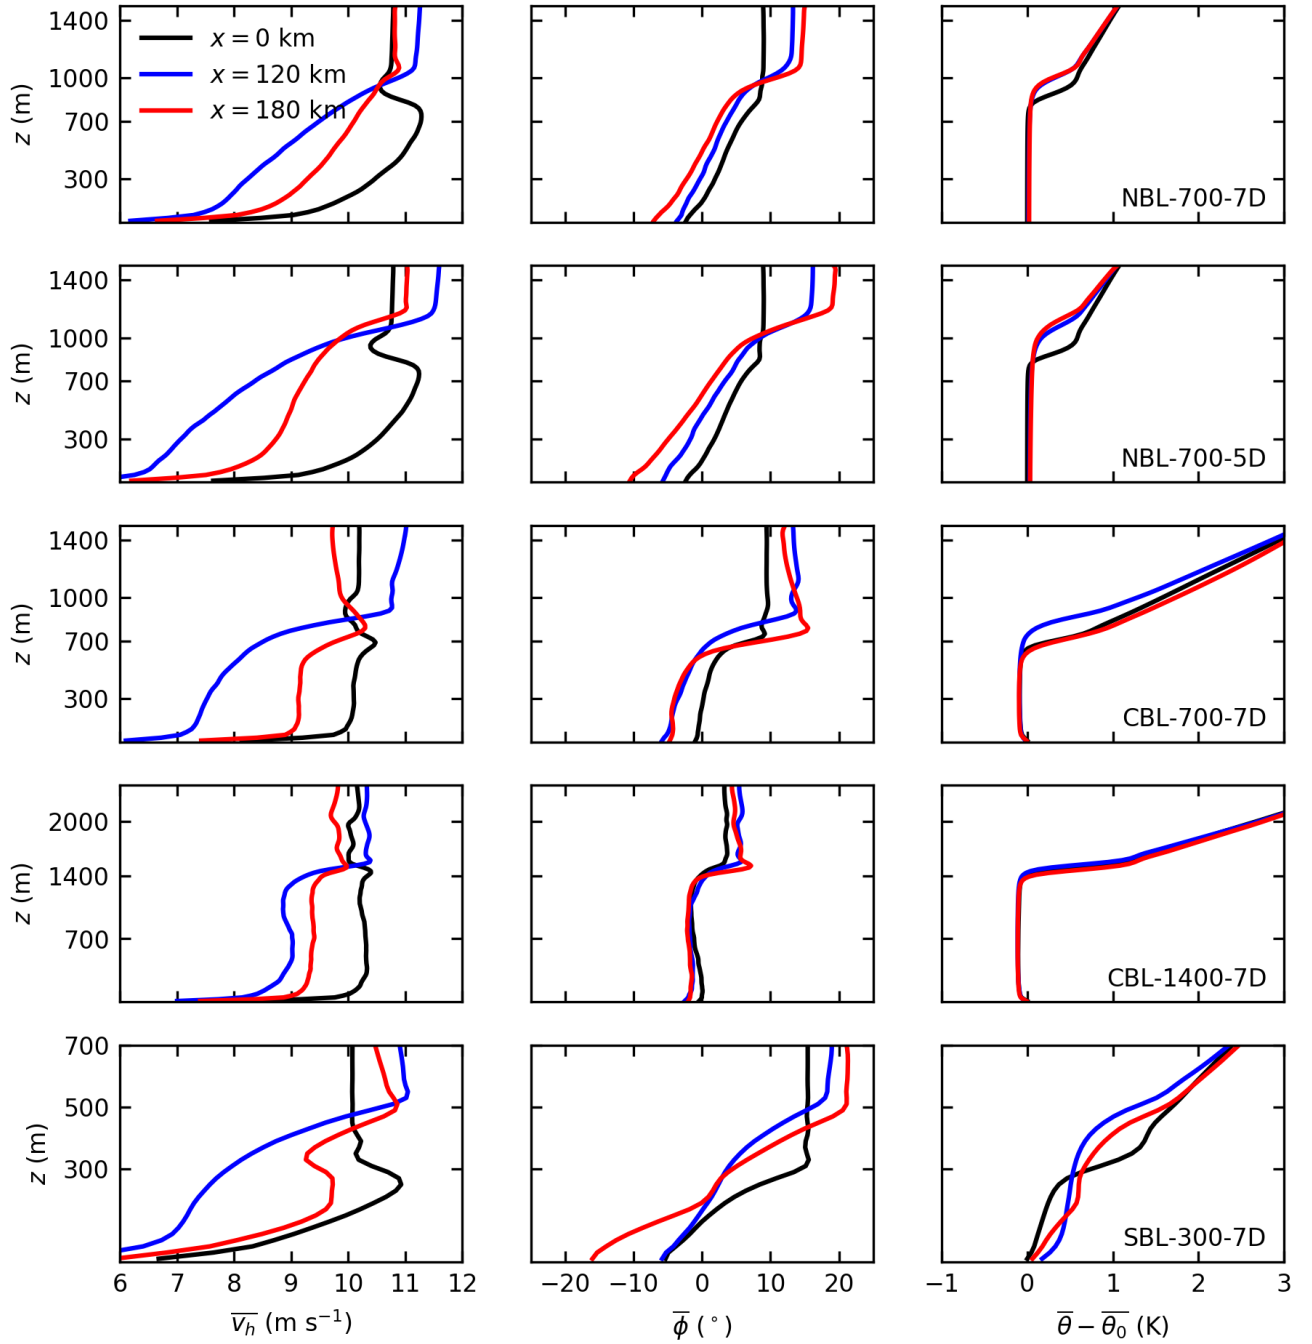 1400
1000
700
300
z (m)
x = 0 km
x = 120 km
x = 180 km
NBL-700-7D
1400
1000
700
300
z (m)
NBL-700-5D
1400
1000
700
300
z (m)
CBL-700-7D
2000
1400
700
z (m)
CBL-1400-7D
700
500
300
z (m)
SBL-300-7D
6 7 8 9 10 11 12
−20 −10 0 10 20
−1 0 1 2 3
v̅ₕ (m s⁻¹)
ϕ̅ (°)
θ̅ − θ̅₀ (K)